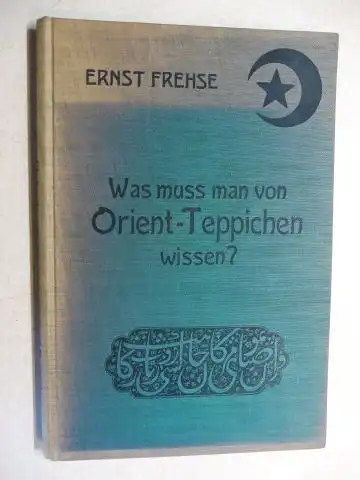 ERNST FREHSE
Was muss man von
Orient-Teppichen
wissen?